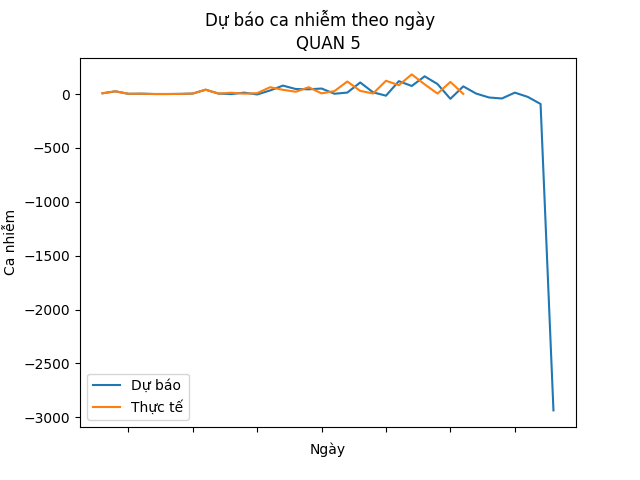 Dự báo ca nhiễm theo ngày
QUAN 5
0
−500
−1000
−1500
−2000
−2500
−3000
Ca nhiễm
Dự báo
Thực tế
Ngày